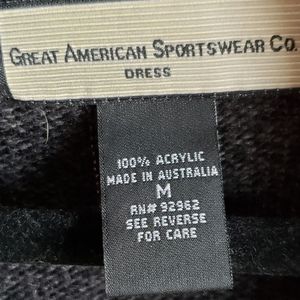 GREAT AMERICAN SPORTSWEAR CO.
DRESS
100% ACRYLIC
MADE IN AUSTRALIA
M
RN# 92962
SEE REVERSE
FOR CARE